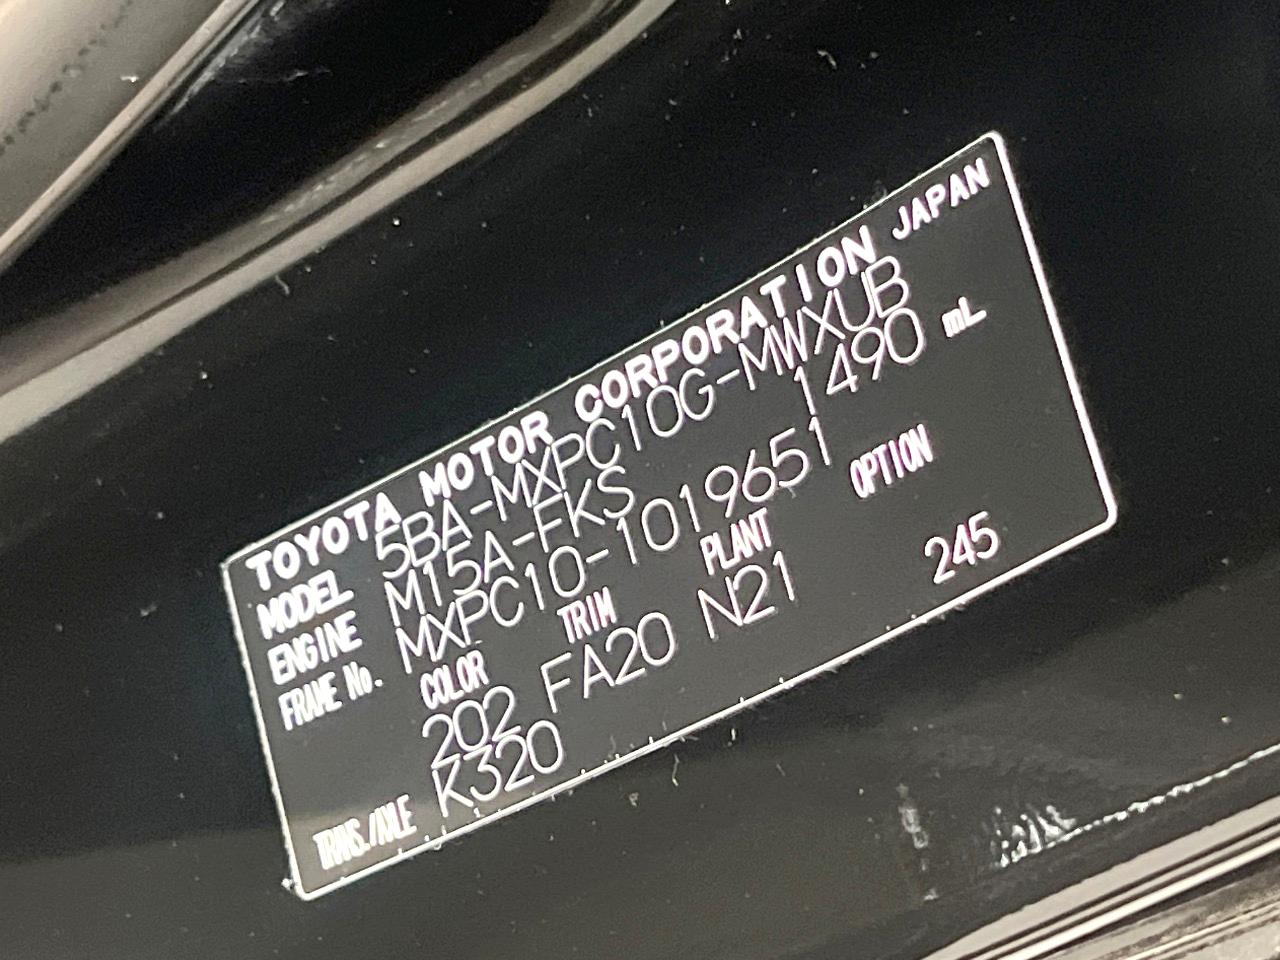 TOYOTA MOTOR CORPORATION JAPAN
MODEL 5BA-MXPC10G-MWXUB
ENGINE M15A-FKS 1490 mL
FRAME No. MXPC10-1019651
COLOR TRIM PLANT OPTION
202 FA20 N21 245
TRANS./AXLE K320